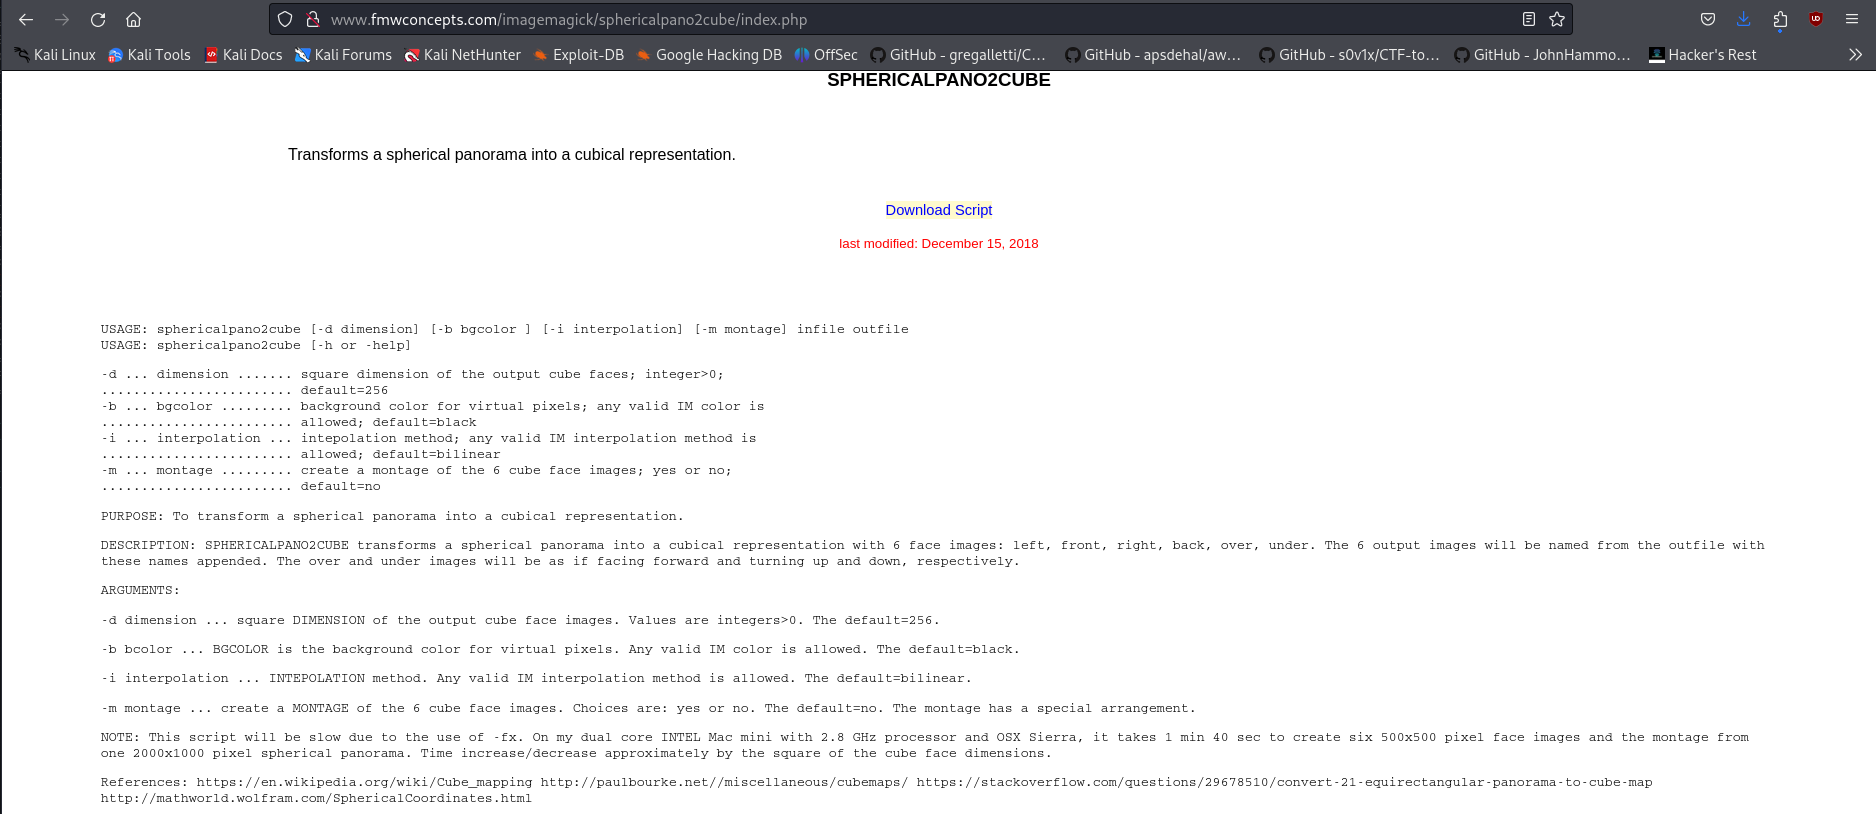 www.fmwconcepts.com/imagemagick/sphericalpano2cube/index.php
Kali Linux Kali Tools Kali Docs Kali Forums Kali NetHunter Exploit-DB Google Hacking DB OffSec GitHub - gregalletti/C... GitHub - apsdehal/aw... GitHub - s0v1x/CTF-to... GitHub - JohnHammo... Hacker's Rest
SPHERICALPANO2CUBE
Transforms a spherical panorama into a cubical representation.
Download Script
last modified: December 15, 2018
USAGE: sphericalpano2cube [-d dimension] [-b bgcolor ] [-i interpolation] [-m montage] infile outfile
USAGE: sphericalpano2cube [-h or -help]
-d ... dimension ....... square dimension of the output cube faces; integer>0;
........................ default=256
-b ... bgcolor ......... background color for virtual pixels; any valid IM color is
........................ allowed; default=black
-i ... interpolation ... intepolation method; any valid IM interpolation method is
........................ allowed; default=bilinear
-m ... montage ......... create a montage of the 6 cube face images; yes or no;
........................ default=no
PURPOSE: To transform a spherical panorama into a cubical representation.
DESCRIPTION: SPHERICALPANO2CUBE transforms a spherical panorama into a cubical representation with 6 face images: left, front, right, back, over, under. The 6 output images will be named from the outfile with
these names appended. The over and under images will be as if facing forward and turning up and down, respectively.
ARGUMENTS:
-d dimension ... square DIMENSION of the output cube face images. Values are integers>0. The default=256.
-b bcolor ... BGCOLOR is the background color for virtual pixels. Any valid IM color is allowed. The default=black.
-i interpolation ... INTEPOLATION method. Any valid IM interpolation method is allowed. The default=bilinear.
-m montage ... create a MONTAGE of the 6 cube face images. Choices are: yes or no. The default=no. The montage has a special arrangement.
NOTE: This script will be slow due to the use of -fx. On my dual core INTEL Mac mini with 2.8 GHz processor and OSX Sierra, it takes 1 min 40 sec to create six 500x500 pixel face images and the montage from
one 2000x1000 pixel spherical panorama. Time increase/decrease approximately by the square of the cube face dimensions.
References: https://en.wikipedia.org/wiki/Cube_mapping http://paulbourke.net//miscellaneous/cubemaps/ https://stackoverflow.com/questions/29678510/convert-21-equirectangular-panorama-to-cube-map
http://mathworld.wolfram.com/SphericalCoordinates.html